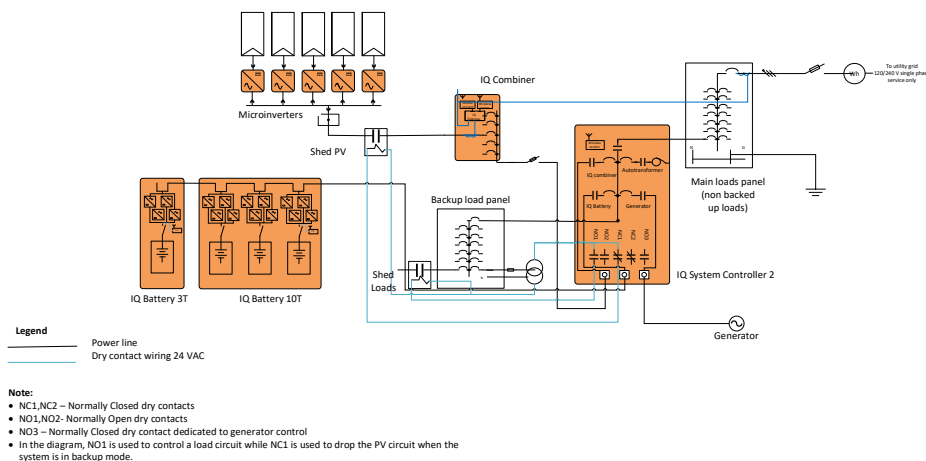 IQ Combiner
To utility grid
120/240 V single phas
service only
Wh
Microinverters
Shed PV
IQ combiner
Autotransformer
Main loads panel
(non backed
up loads)
Backup load panel
IQ Battery
Generator
NO1
NO2
NC1
NC2
NO3
Shed
Loads
IQ System Controller 2
IQ Battery 3T
IQ Battery 10T
Generator
Legend
Power line
Dry contact wiring 24 VAC
Note:
• NC1,NC2 – Normally Closed dry contacts
• NO1,NO2- Normally Open dry contacts
• NO3 – Normally Closed dry contact dedicated to generator control
• In the diagram, NO1 is used to control a load circuit while NC1 is used to drop the PV circuit when the
system is in backup mode.